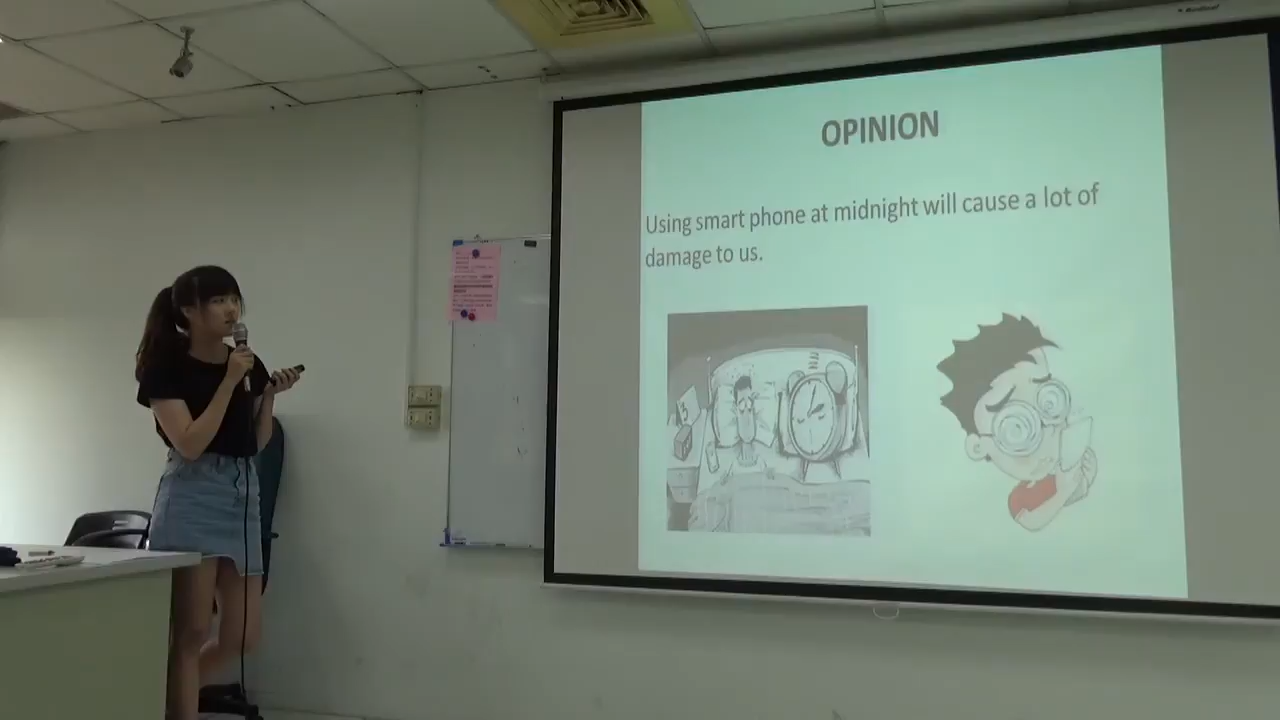 OPINION
Using smart phone at midnight will cause a lot of
damage to us.